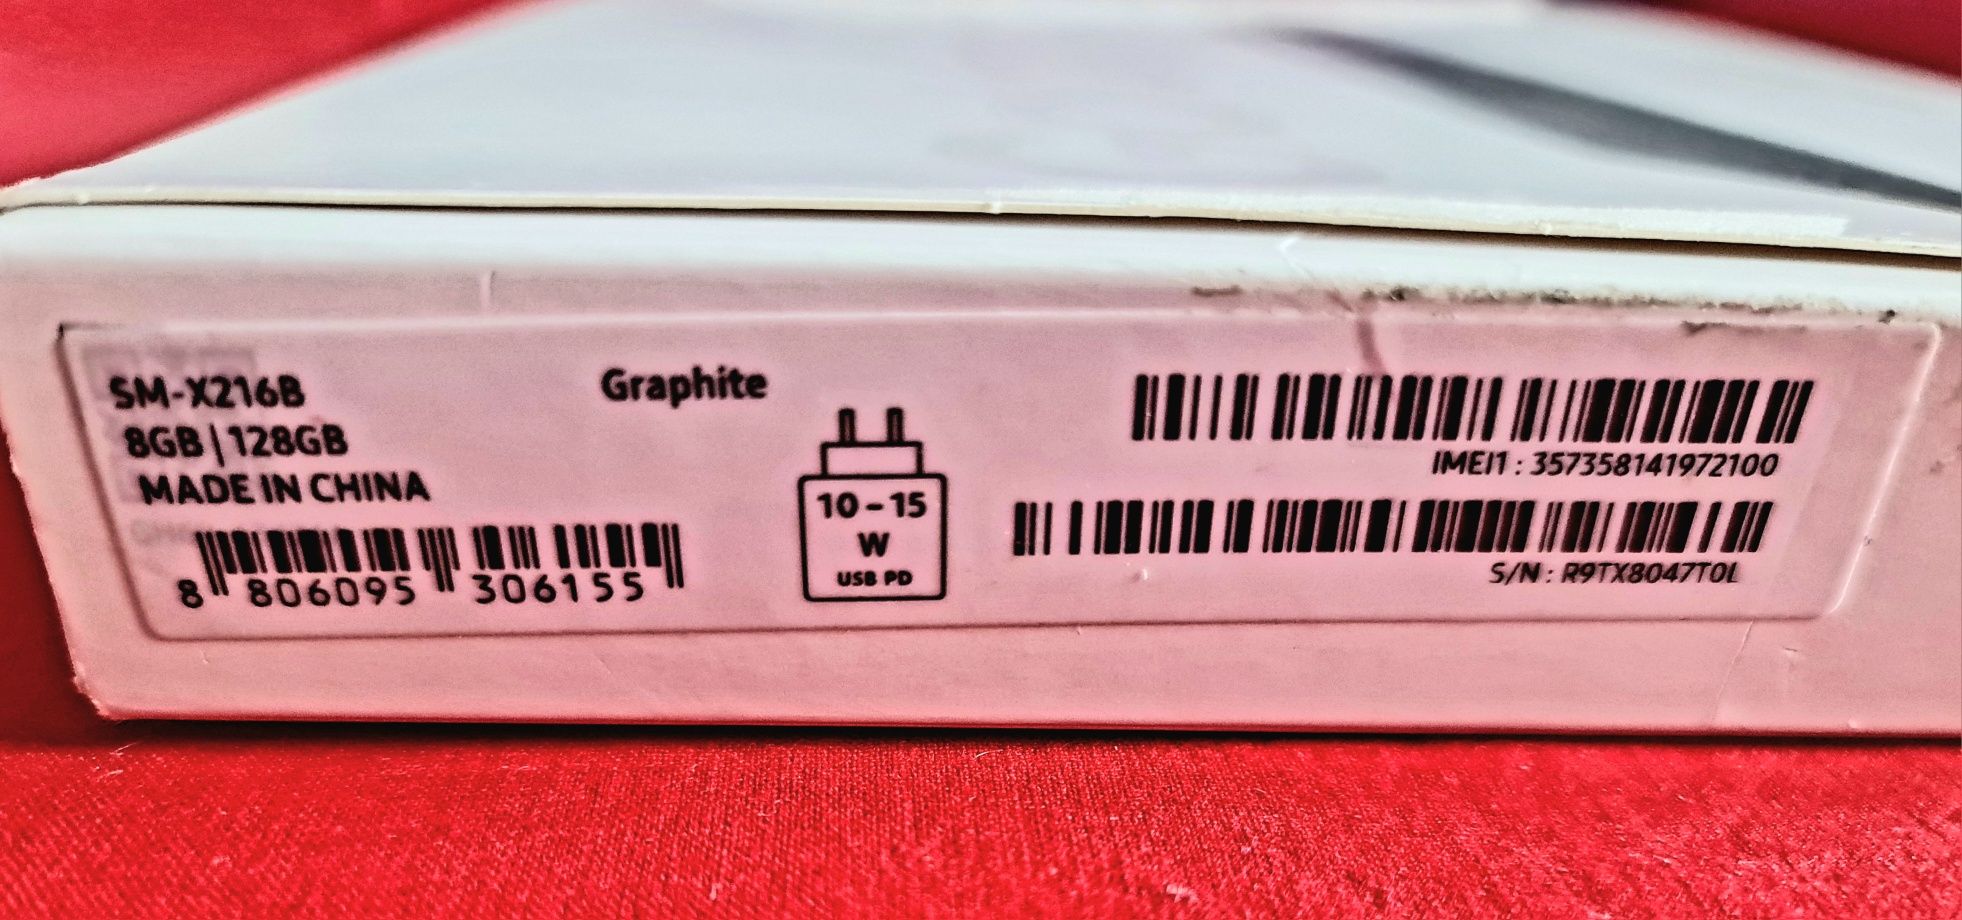 SM-X216B
8GB | 128GB
MADE IN CHINA
8 806095 306155
Graphite
10-15
W
USB PD
IMEI1 : 357358141972100
S/N : R9TX8047T0L